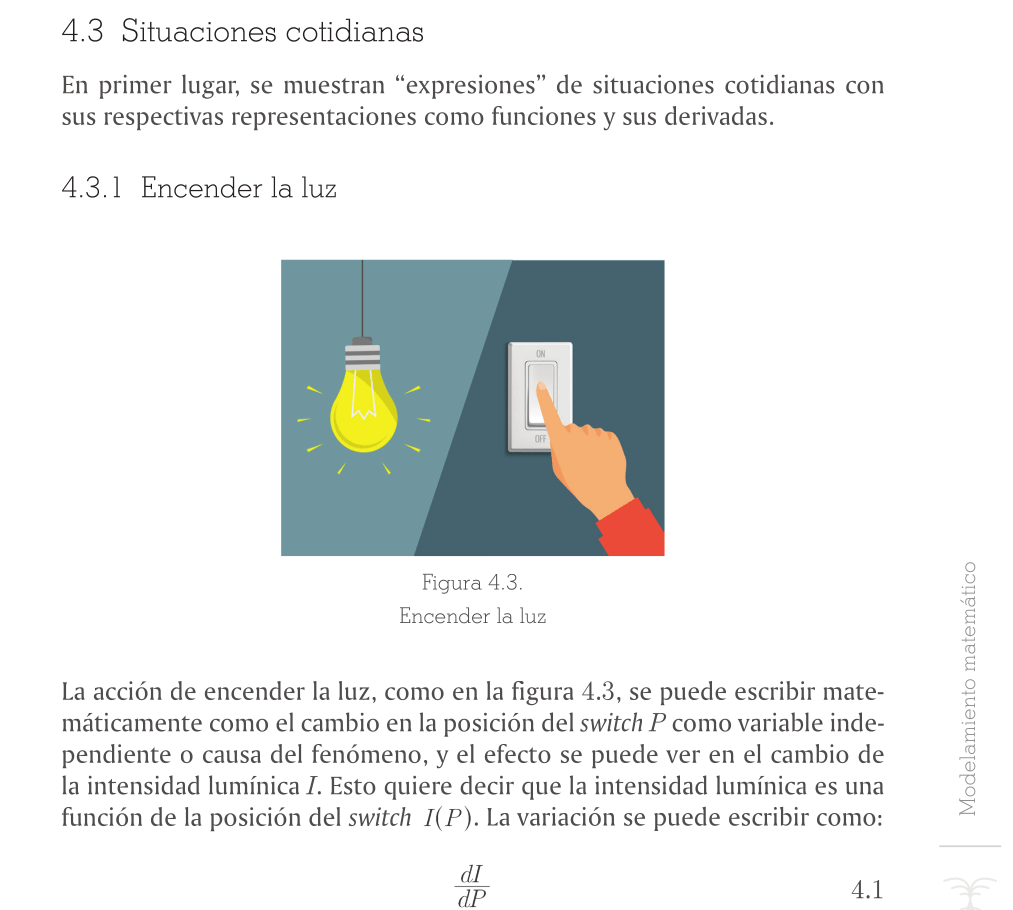 4.3 Situaciones cotidianas
En primer lugar, se muestran “expresiones” de situaciones cotidianas con
sus respectivas representaciones como funciones y sus derivadas.
4.3.1 Encender la luz
ON
OFF
Figura 4.3.
Encender la luz
La acción de encender la luz, como en la figura 4.3, se puede escribir mate-
máticamente como el cambio en la posición del switch P como variable inde-
pendiente o causa del fenómeno, y el efecto se puede ver en el cambio de
la intensidad lumínica I. Esto quiere decir que la intensidad lumínica es una
función de la posición del switch I(P). La variación se puede escribir como:
dI
dP
4.1
Modelamiento matemático